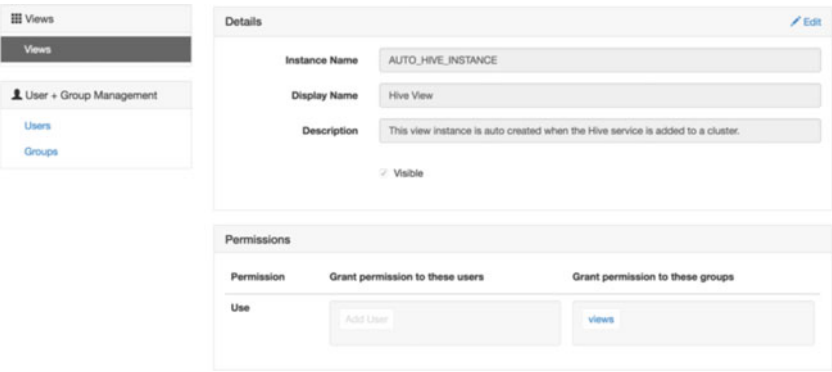 Views
Views
User + Group Management
Users
Groups
Details
Edit
Instance Name AUTO_HIVE_INSTANCE
Display Name Hive View
Description This view instance is auto created when the Hive service is added to a cluster.
Visible
Permissions
Permission Grant permission to these users Grant permission to these groups
Use Add User views